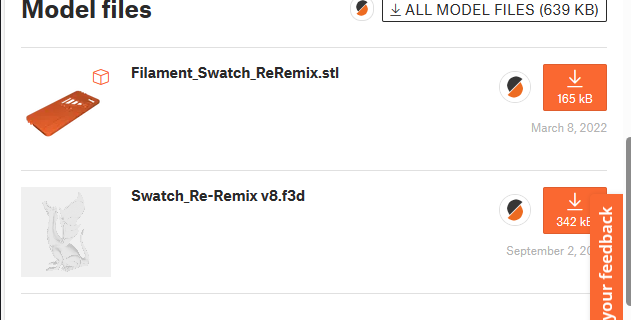 Model files
ALL MODEL FILES (639 KB)
Filament_Swatch_ReRemix.stl
165 kB
March 8, 2022
Swatch_Re-Remix v8.f3d
342
September 2,
your feedback